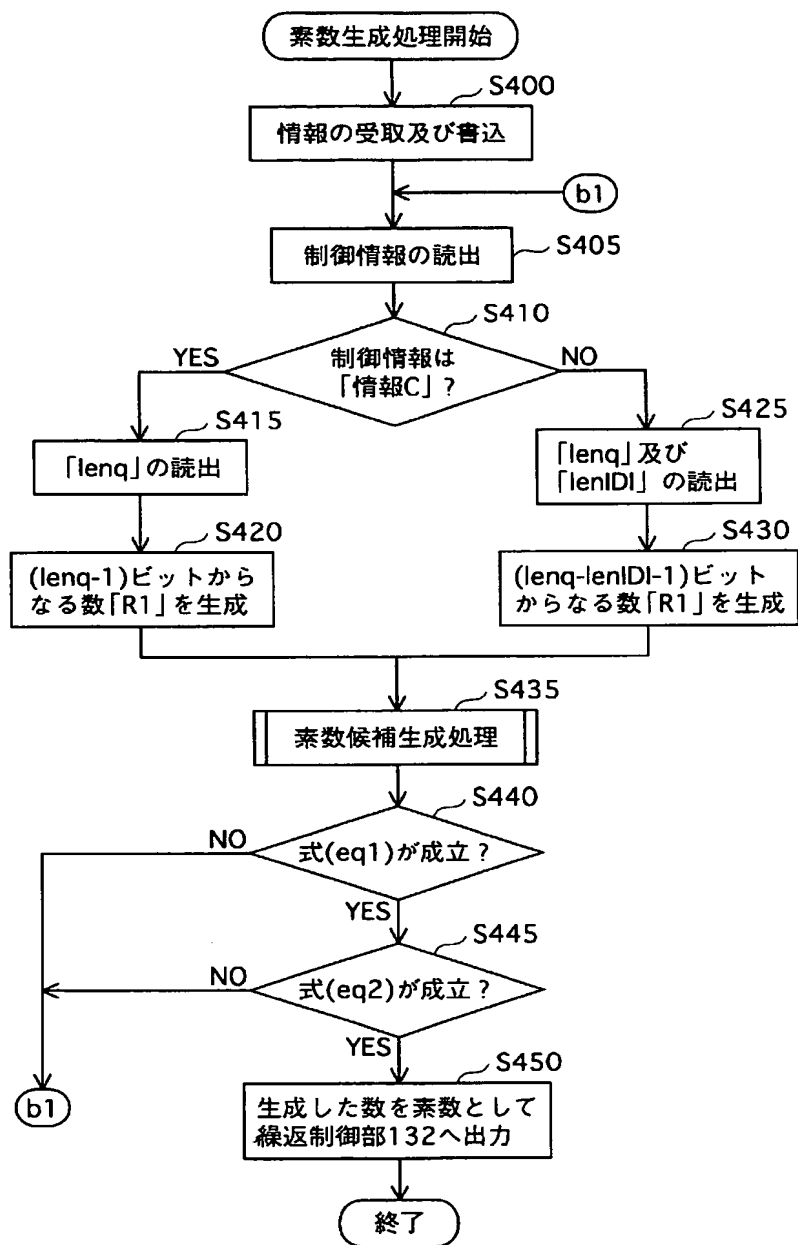 素数生成処理開始
S400
情報の受取及び書込
b1
制御情報の読出
S405
S410
制御情報は
「情報C」?
YES
NO
S415
「lenq」の読出
S425
「lenq」及び
「lenIDI」の読出
S420
(lenq-1)ビットから
なる数「R1」を生成
S430
(lenq-lenIDI-1)ビット
からなる数「R1」を生成
S435
素数候補生成処理
S440
式(eq1)が成立?
NO
YES
S445
式(eq2)が成立?
NO
YES
b1
S450
生成した数を素数として
繰返制御部132へ出力
終了